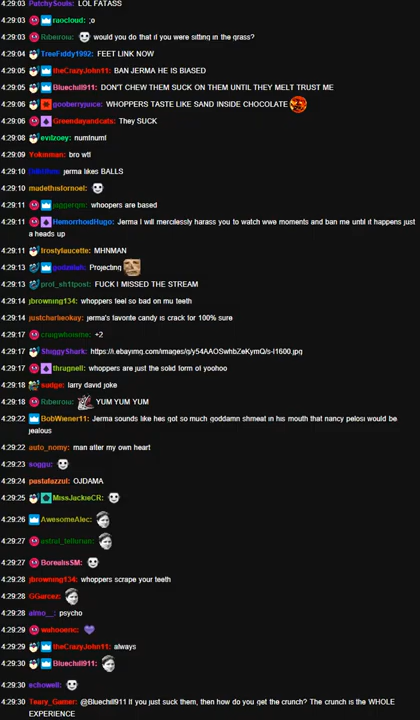 4:29:03 PatchySouls: LOL FATASS
4:29:03 raocloud: ;o
4:29:03 Ribeirou: would you do that if you were sitting in the grass?
4:29:04 TreeFiddy1992: FEET LINK NOW
4:29:05 theCrazyJohn11: BAN JERMA HE IS BIASED
4:29:05 Bluechill911: DON'T CHEW THEM SUCK ON THEM UNTIL THEY MELT TRUST ME
4:29:06 gooberryjuice: WHOPPERS TASTE LIKE SAND INSIDE CHOCOLATE
4:29:06 Greendayandcats: They SUCK
4:29:08 evilzoey: num!num!
4:29:09 Yokmman: bro wtf
4:29:10 jerma likes BALLS
4:29:10 madethisfornoel:
4:29:11 whoopers are based
4:29:11 HemorrhoidHugo: Jerma I will mercilessly harass you to watch wwe moments and ban me until it happens just
a heads up
4:29:11 frostyfaucette: MHNMAN
4:29:13 Projecting
4:29:13 prof_sh1tpost: FUCK I MISSED THE STREAM
4:29:14 jbrowning134: whoppers feel so bad on mu teeth
4:29:14 justcharlieokay: jerma's favorite candy is crack for 100% sure
4:29:17 +2
4:29:17 ShiggyShark: https://i.ebayimg.com/images/g/y54AAOSwhbZeKymQ/s-l1600.jpg
4:29:17 thrugnell: whoppers are just the solid form of yoohoo
4:29:18 sudge: larry david joke
4:29:18 Ribeirou: YUM YUM YUM
4:29:22 BobWiener11: Jerma sounds like hes got so much goddamn shmeat in his mouth that nancy pelosi would be
jealous
4:29:22 auto_nomy: man after my own heart
4:29:23 soggu:
4:29:24 pastafazzul: OJDAMA
4:29:25 MissJackieCR:
4:29:26 AwesomeAlec:
4:29:27 astral_tellurian:
4:29:27 BorealisSM:
4:29:28 jbrowning134: whoppers scrape your teeth
4:29:28 GGarcez:
4:29:28 almo__: psycho
4:29:29 wahooeric:
4:29:29 theCrazyJohn11: always
4:29:30 Bluechill911:
4:29:30 echowell:
4:29:30 Teary_Gamer: @Bluechill911 If you just suck them, then how do you get the crunch? The crunch is the WHOLE
EXPERIENCE